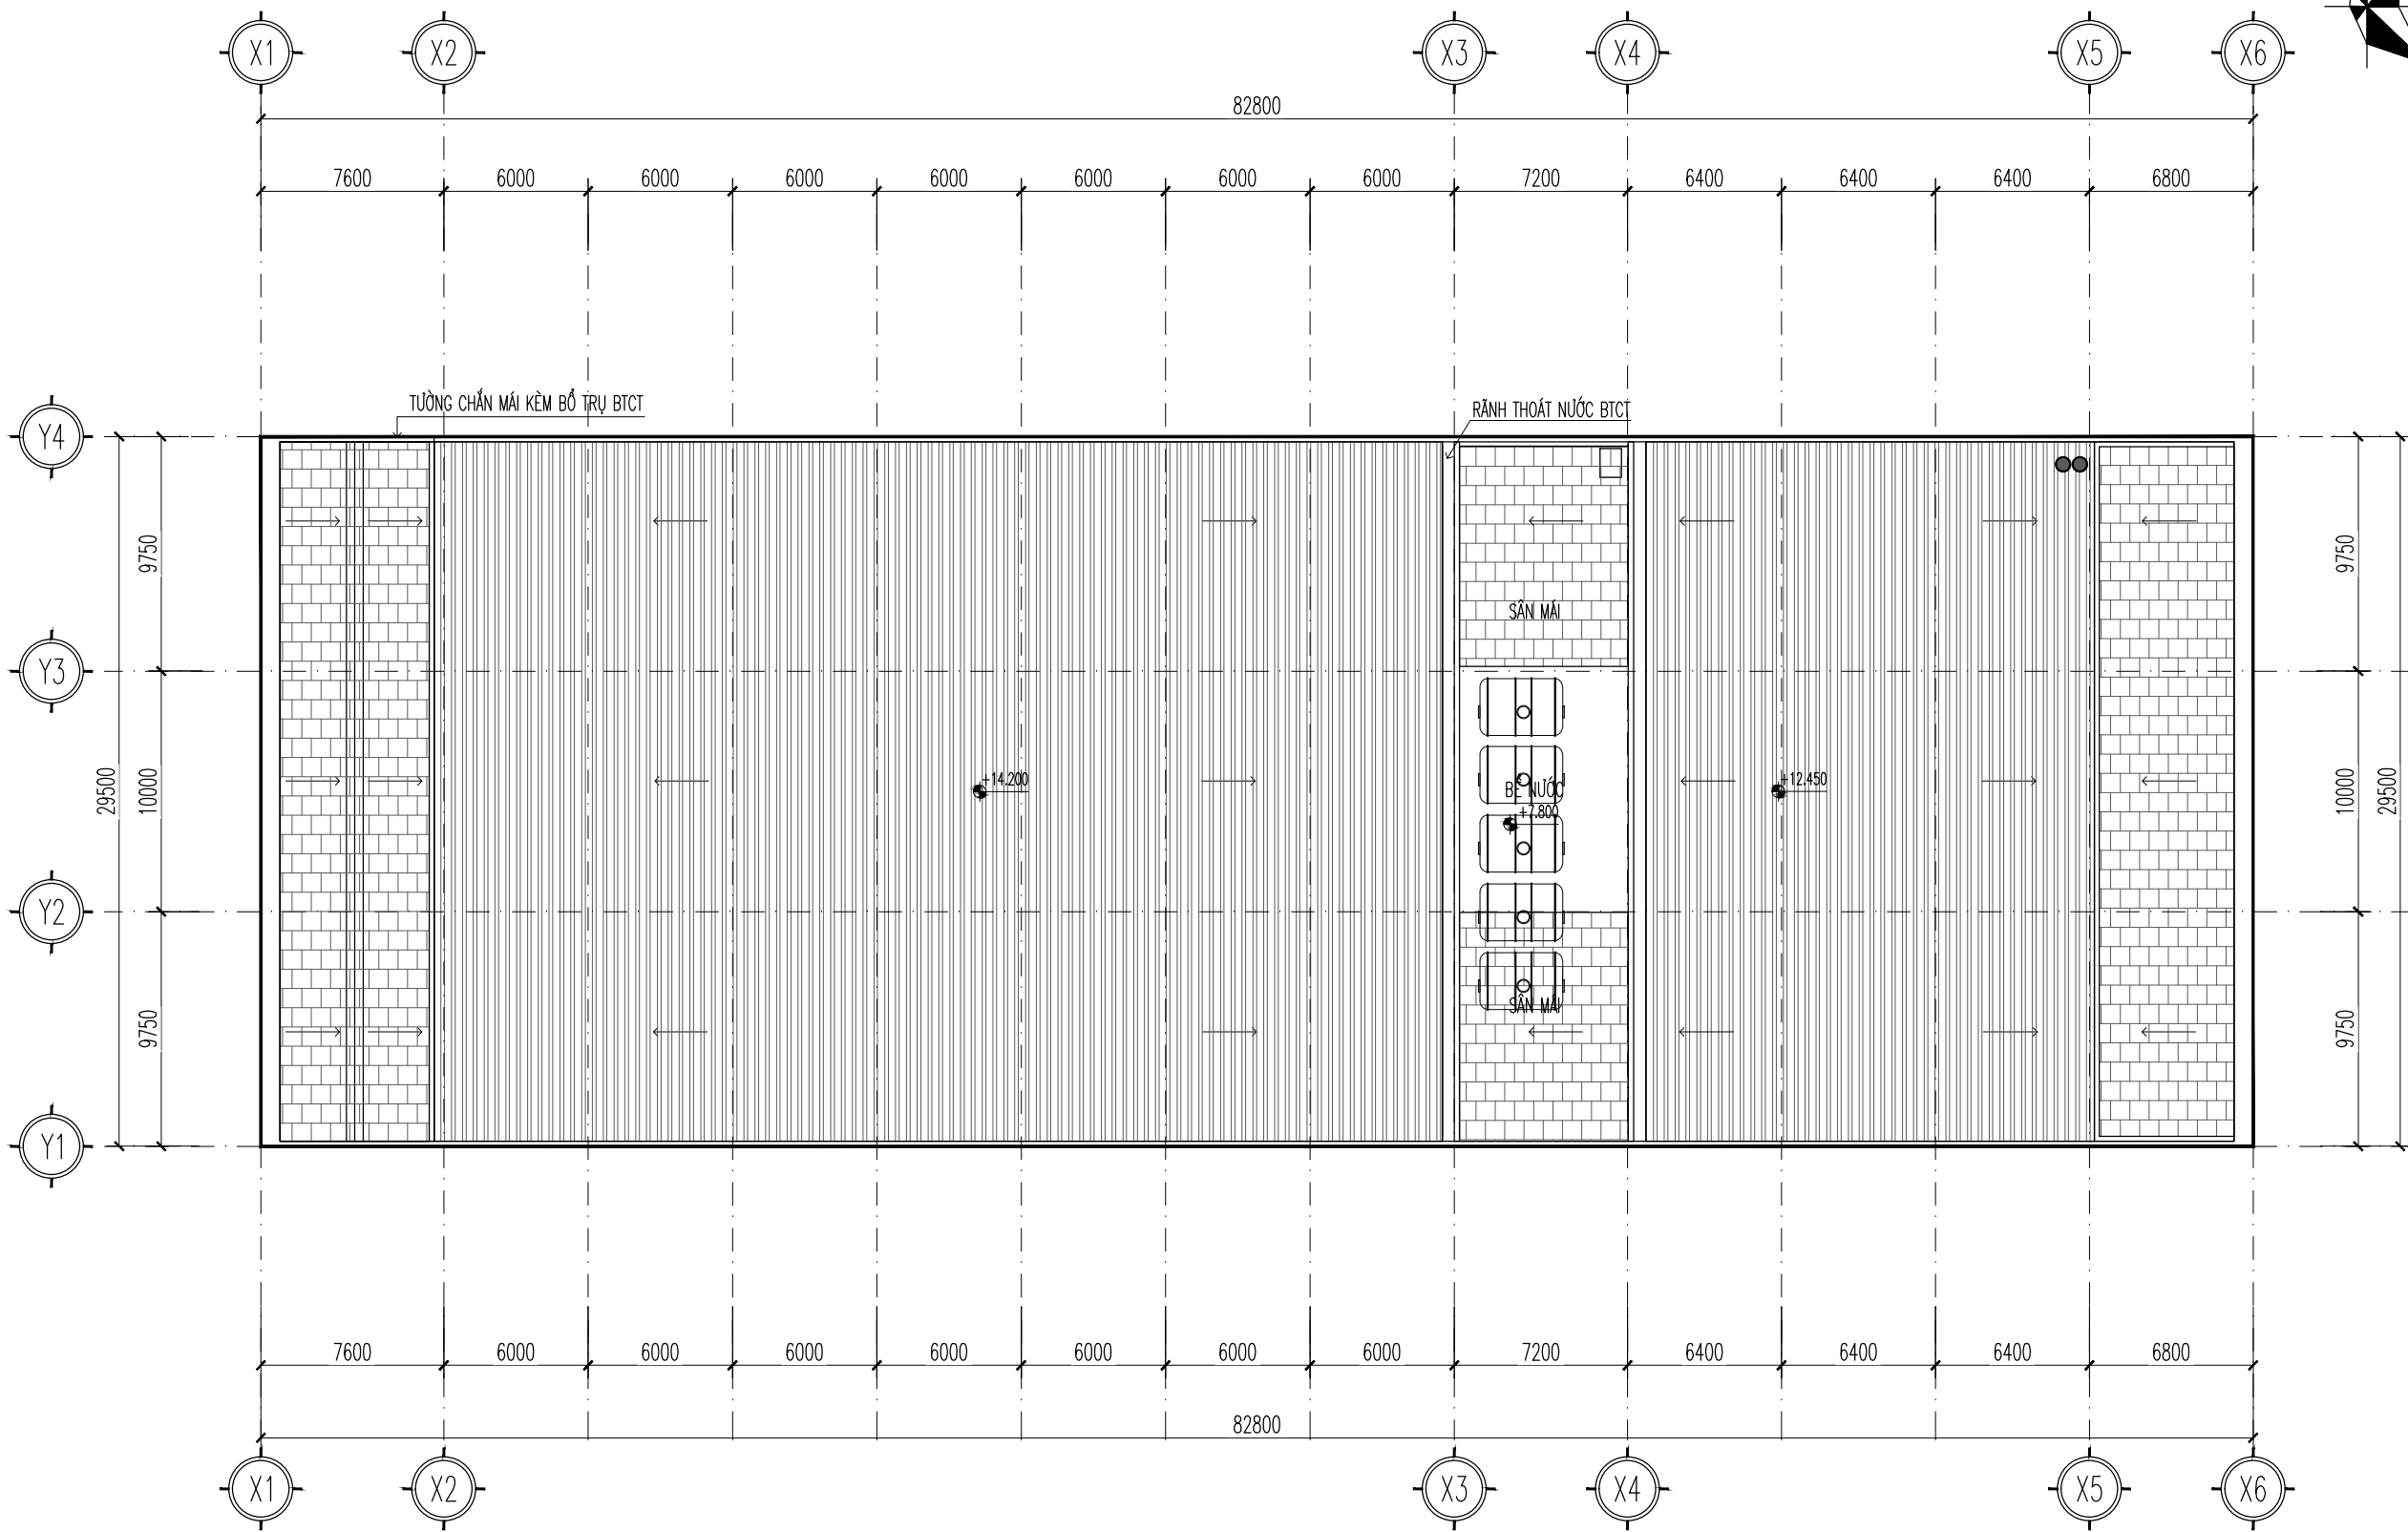 X1 X2 X3 X4 X5 X6
82800
7600 6000 6000 6000 6000 6000 6000 6000 7200 6400 6400 6400 6800
TƯỜNG CHẮN MÁI KÈM BỔ TRỤ BTCT
RÃNH THOÁT NƯỚC BTCT
Y4 Y4
9750 9750
SÂN MÁI
Y3
29500 10000 +14.200 +12.450 10000 29500
BỂ NƯỚC
+7.800
Y2
SÂN MÁI
9750 9750
Y1
7600 6000 6000 6000 6000 6000 6000 6000 7200 6400 6400 6400 6800
82800
X1 X2 X3 X4 X5 X6